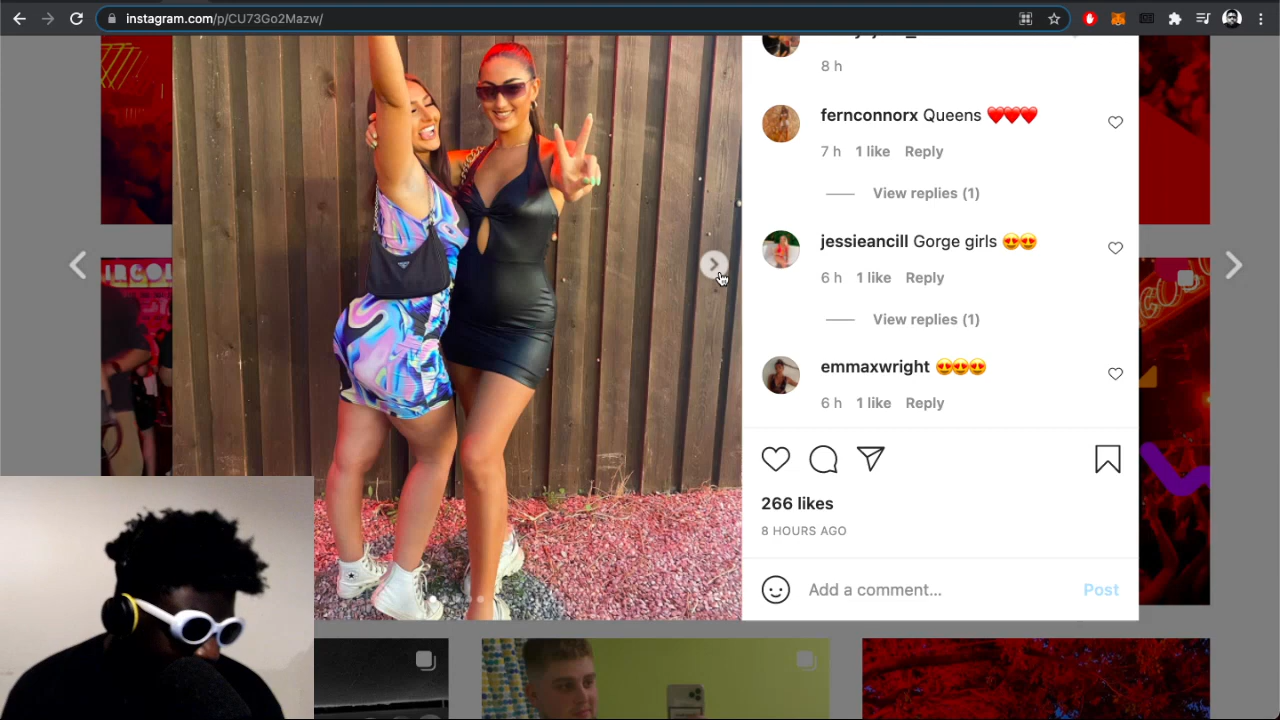 instagram.com/p/CU73Go2Mazw/
8 h
fernconnorx Queens ❤️❤️❤️
7 h 1 like Reply
View replies (1)
jessieancill Gorge girls 😍😍
6 h 1 like Reply
View replies (1)
emmaxwright 😍😍😍
6 h 1 like Reply
266 likes
8 HOURS AGO
Add a comment... Post